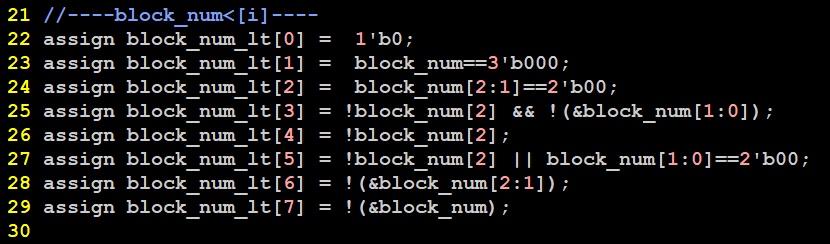 21 //----block_num<[i]----
22 assign block_num_lt[0] =  1'b0;
23 assign block_num_lt[1] =  block_num==3'b000;
24 assign block_num_lt[2] =  block_num[2:1]==2'b00;
25 assign block_num_lt[3] = !block_num[2] && !(&block_num[1:0]);
26 assign block_num_lt[4] = !block_num[2];
27 assign block_num_lt[5] = !block_num[2] || block_num[1:0]==2'b00;
28 assign block_num_lt[6] = !(&block_num[2:1]);
29 assign block_num_lt[7] = !(&block_num);
30